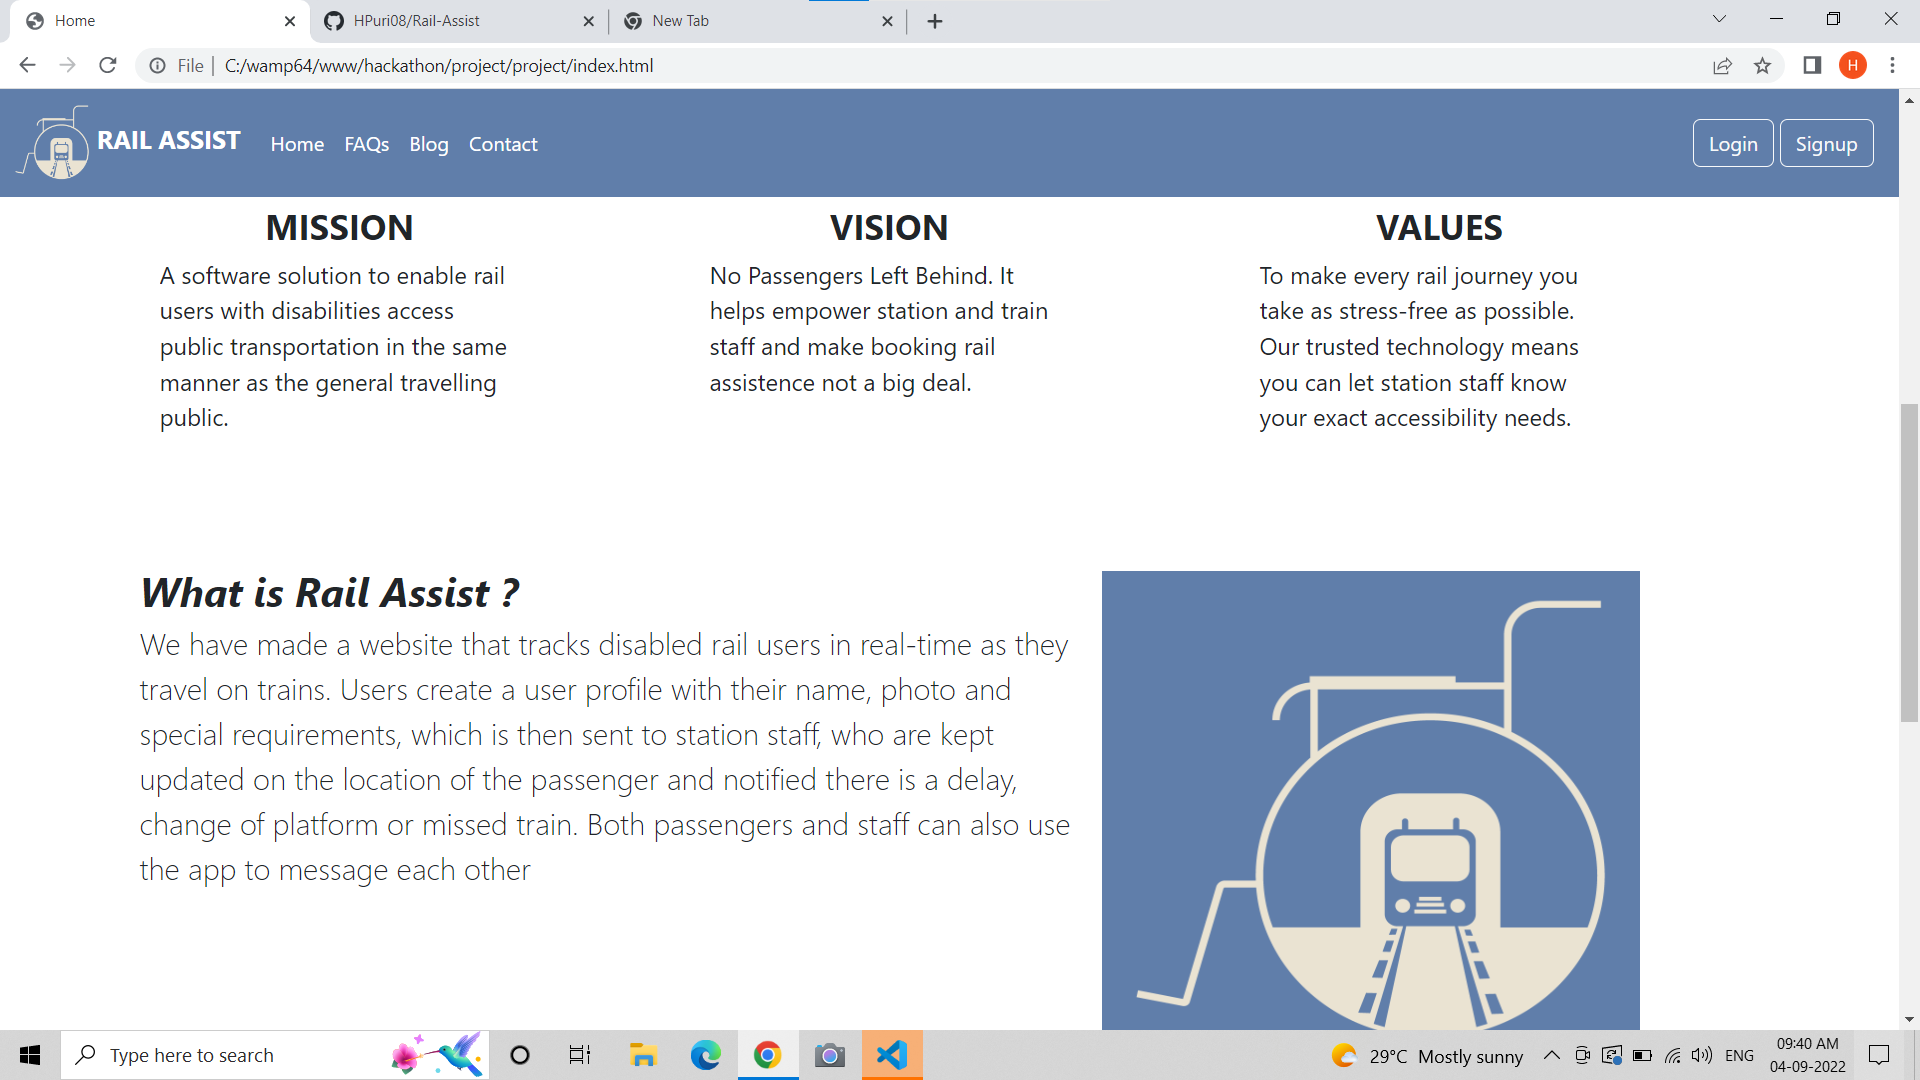 Home
HPuri08/Rail-Assist
New Tab
File
C:/wamp64/www/hackathon/project/project/index.html
H
RAIL ASSIST
Home
FAQs
Blog
Contact
Login
Signup
MISSION
A software solution to enable rail
users with disabilities access
public transportation in the same
manner as the general travelling
public.
VISION
No Passengers Left Behind. It
helps empower station and train
staff and make booking rail
assistence not a big deal.
VALUES
To make every rail journey you
take as stress-free as possible.
Our trusted technology means
you can let station staff know
your exact accessibility needs.
What is Rail Assist ?
We have made a website that tracks disabled rail users in real-time as they
travel on trains. Users create a user profile with their name, photo and
special requirements, which is then sent to station staff, who are kept
updated on the location of the passenger and notified there is a delay,
change of platform or missed train. Both passengers and staff can also use
the app to message each other
Type here to search
29°C Mostly sunny
ENG
09:40 AM
04-09-2022